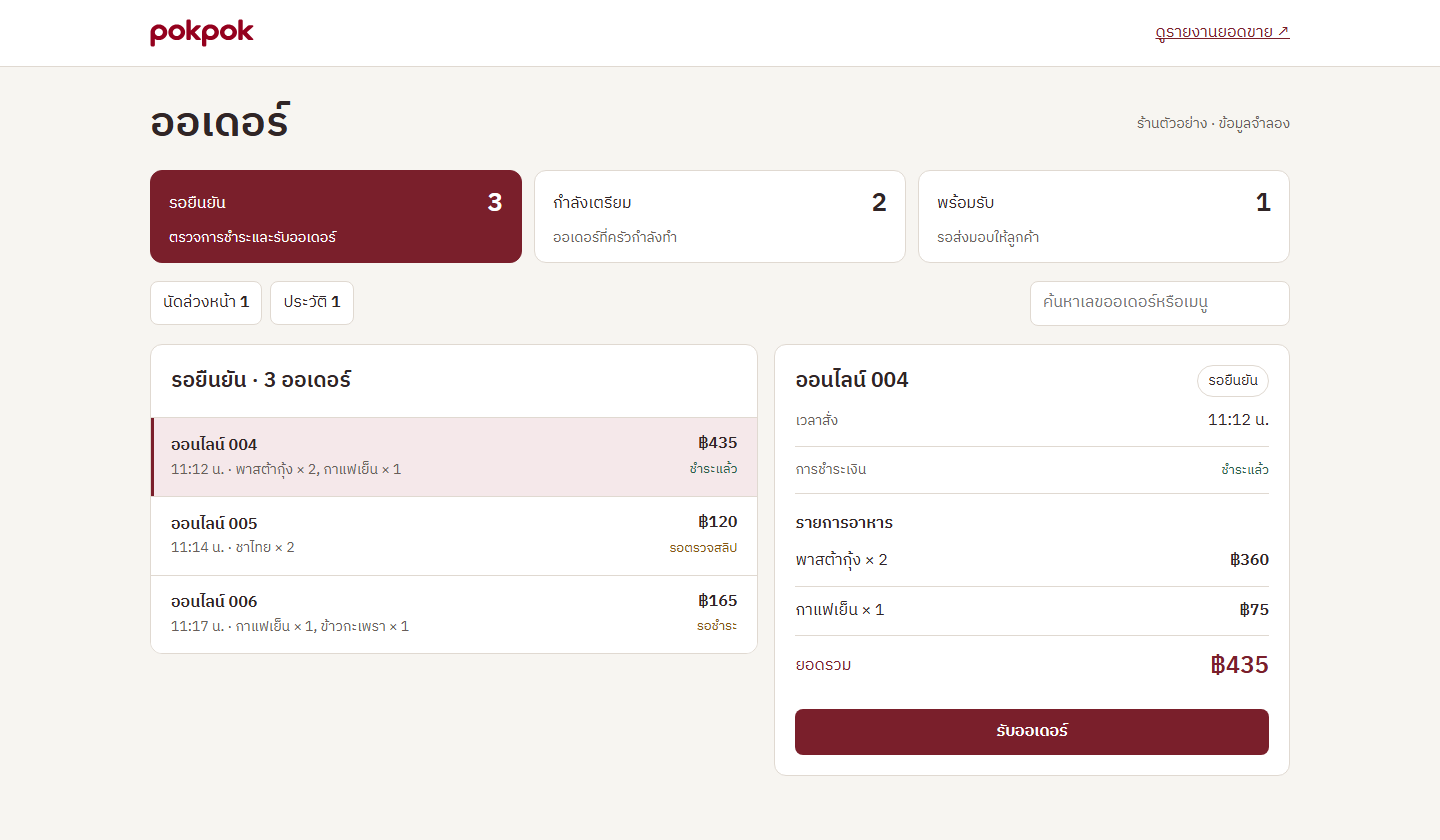 pokpok
ดูรายงานยอดขาย ↗
ออเดอร์
ร้านตัวอย่าง · ข้อมูลจำลอง
รอยืนยัน 3
ตรวจการชำระและรับออเดอร์
กำลังเตรียม 2
ออเดอร์ที่ครัวกำลังทำ
พร้อมรับ 1
รอส่งมอบให้ลูกค้า
นัดล่วงหน้า 1
ประวัติ 1
ค้นหาเลขออเดอร์หรือเมนู
รอยืนยัน · 3 ออเดอร์
ออนไลน์ 004 ฿435
11:12 น. · พาสต้ากุ้ง × 2, กาแฟเย็น × 1 ชำระแล้ว
ออนไลน์ 005 ฿120
11:14 น. · ชาไทย × 2 รอตรวจสลิป
ออนไลน์ 006 ฿165
11:17 น. · กาแฟเย็น × 1, ข้าวกะเพรา × 1 รอชำระ
ออนไลน์ 004 รอยืนยัน
เวลาสั่ง 11:12 น.
การชำระเงิน ชำระแล้ว
รายการอาหาร
พาสต้ากุ้ง × 2 ฿360
กาแฟเย็น × 1 ฿75
ยอดรวม ฿435
รับออเดอร์